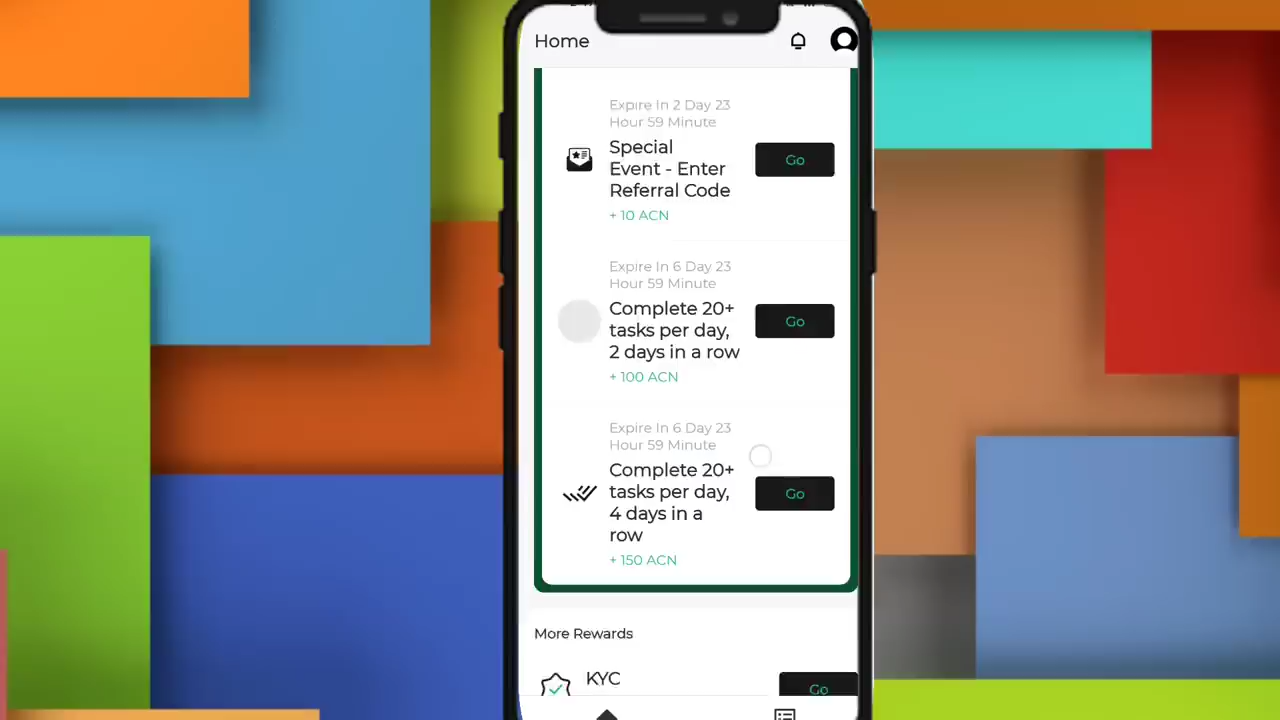 Home
Expire In 2 Day 23
Hour 59 Minute
Special
Event - Enter
Referral Code
+ 10 ACN
Go
Expire In 6 Day 23
Hour 59 Minute
Complete 20+
tasks per day,
2 days in a row
+ 100 ACN
Go
Expire In 6 Day 23
Hour 59 Minute
Complete 20+
tasks per day,
4 days in a
row
+ 150 ACN
Go
More Rewards
KYC
Go